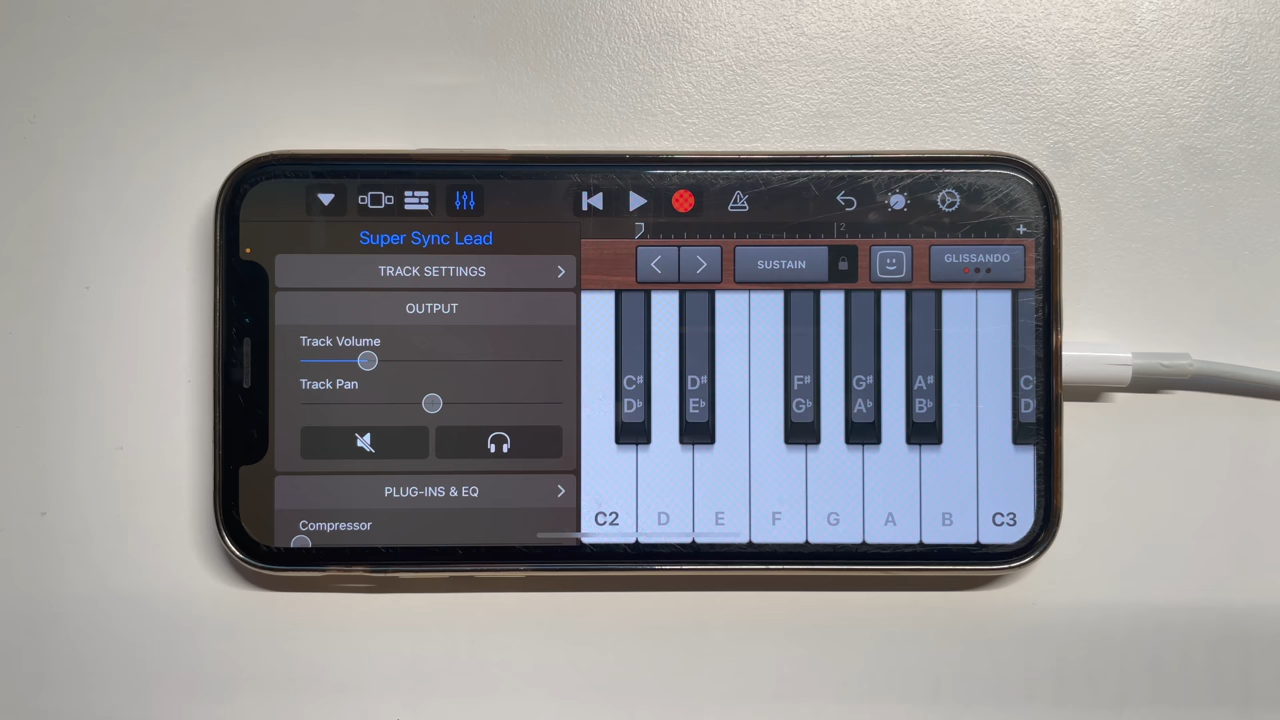 Super Sync Lead
TRACK SETTINGS
OUTPUT
Track Volume
Track Pan
PLUG-INS & EQ
Compressor
2
SUSTAIN
GLISSANDO
C♯ D♯ F♯ G♯ A♯ C
D♭ E♭ G♭ A♭ B♭ D
C2 D E F G A B C3